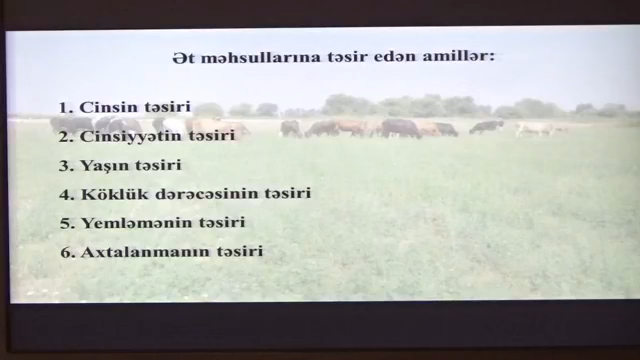 Ət məhsullarına təsir edən amillər:
1. Cinsin təsiri
2. Cinsiyyətin təsiri
3. Yaşın təsiri
4. Köklük dərəcəsinin təsiri
5. Yemləmənin təsiri
6. Axtalanmanın təsiri